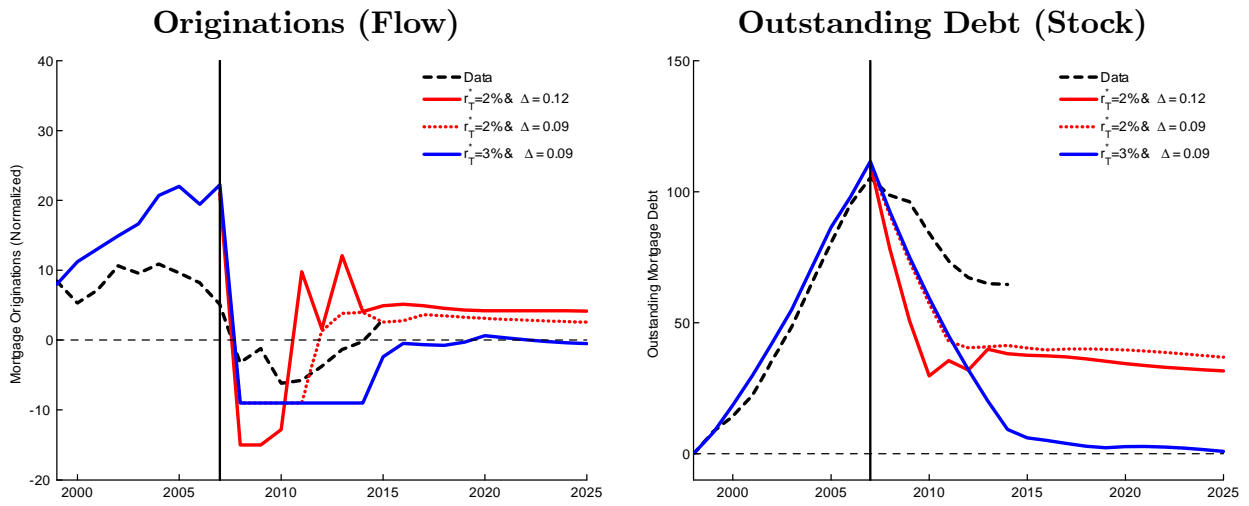 Originations (Flow)
Mortgage Originations (Normalized)
40
30
20
10
0
-10
-20
2000
2005
2010
2015
2020
2025
Data
r*T=2%& Δ=0.12
r*T=2%& Δ=0.09
r*T=3%& Δ=0.09
Outstanding Debt (Stock)
Outstanding Mortgage Debt
150
100
50
0
2000
2005
2010
2015
2020
2025
Data
r*T=2%& Δ=0.12
r*T=2%& Δ=0.09
r*T=3%& Δ=0.09